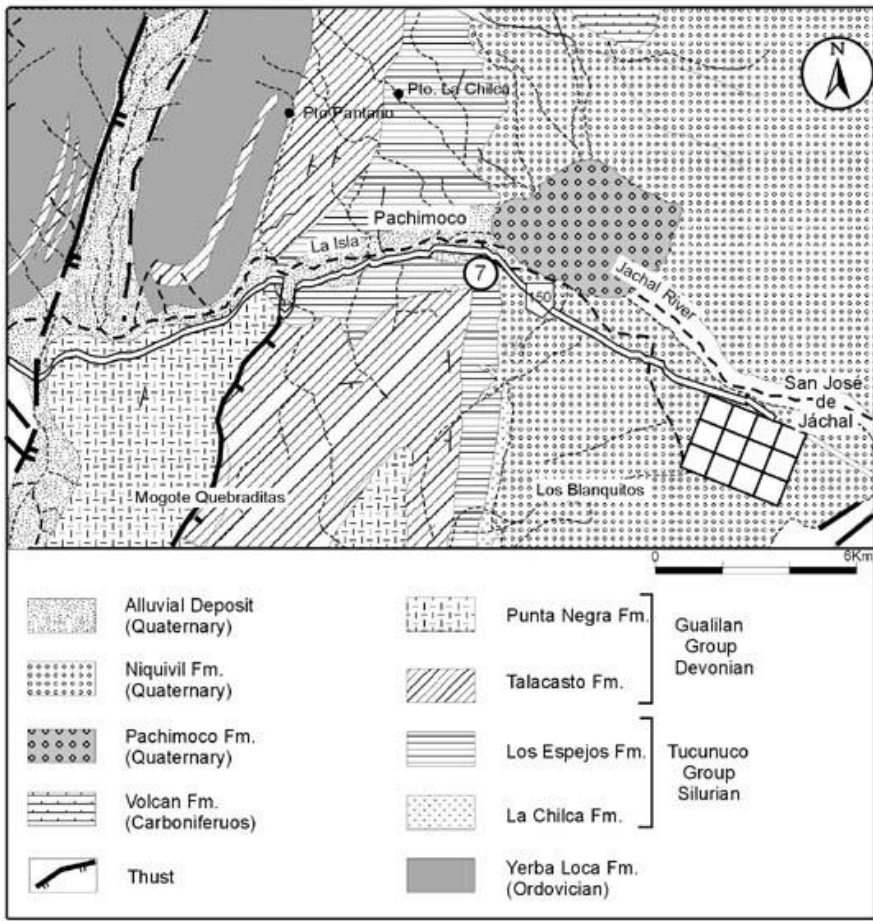 N
Pto. La Chilca
Pto Pantano
Pachimoco
La Isla
7
150
Jachal River
San José
de
Jáchal
Mogote Quebraditas
Los Blanquitos
0
6Km
Alluvial Deposit
(Quaternary)
Niquivil Fm.
(Quaternary)
Pachimoco Fm.
(Quaternary)
Volcan Fm.
(Carboniferuos)
Thust
Punta Negra Fm.
Talacasto Fm.
Gualilan
Group
Devonian
Los Espejos Fm.
La Chilca Fm.
Tucunuco
Group
Silurian
Yerba Loca Fm.
(Ordovician)